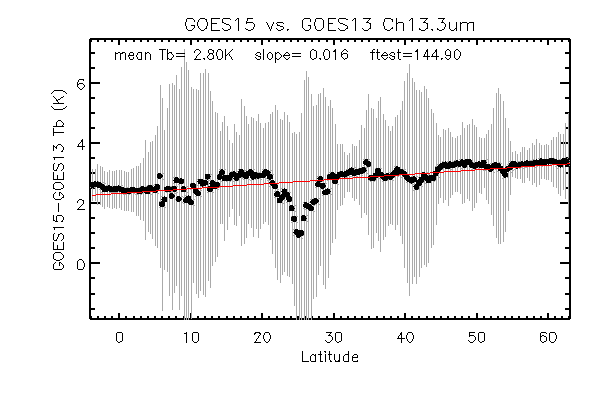 GOES15 vs. GOES13 Ch13.3um
mean Tb= 2.80K slope= 0.016 ftest=144.90
GOES15-GOES13 Tb (K)
6
4
2
0
0 10 20 30 40 50 60
Latitude